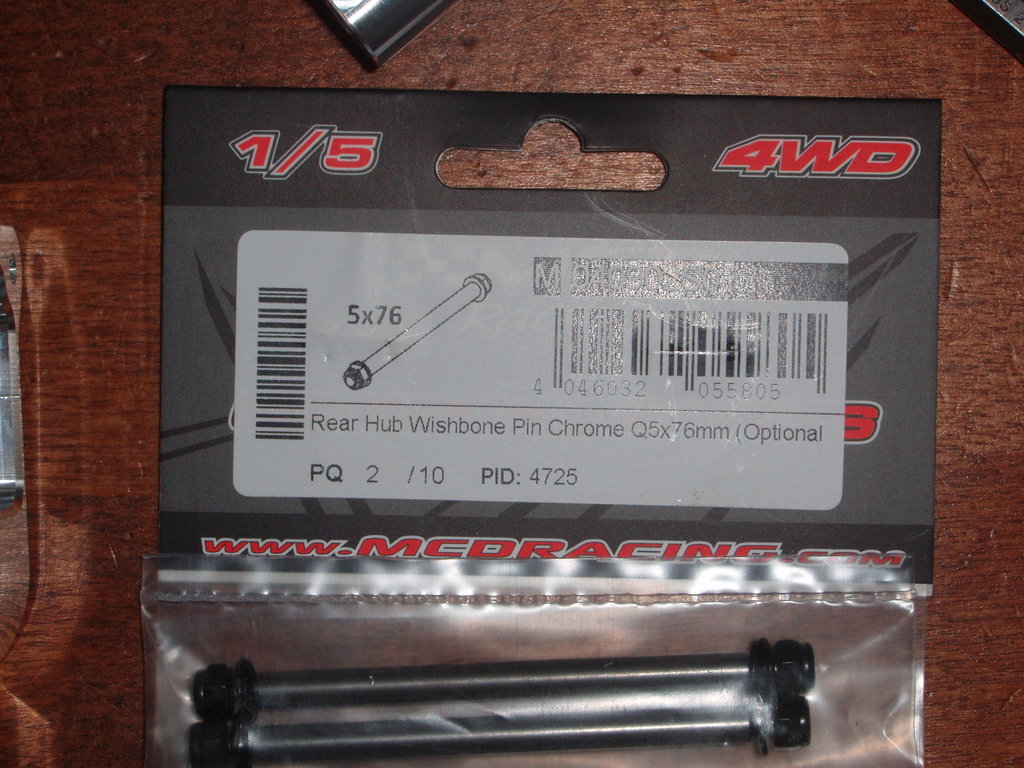 1/5 4WD
5x76
4 046032 055805
Rear Hub Wishbone Pin Chrome Q5x76mm (Optional
PQ 2 /10 PID: 4725
www.MCDRACING.com